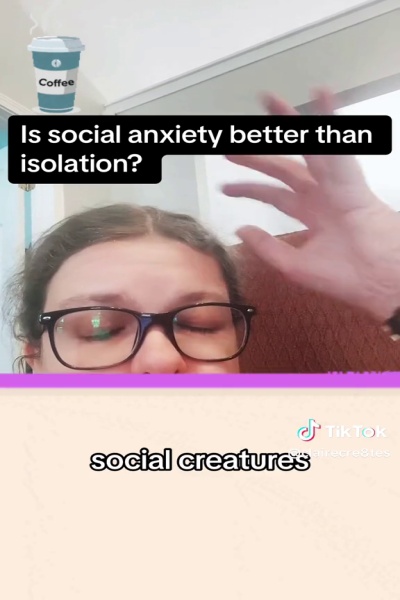 Coffee
Is social anxiety better than
isolation?
TikTok
social creatures